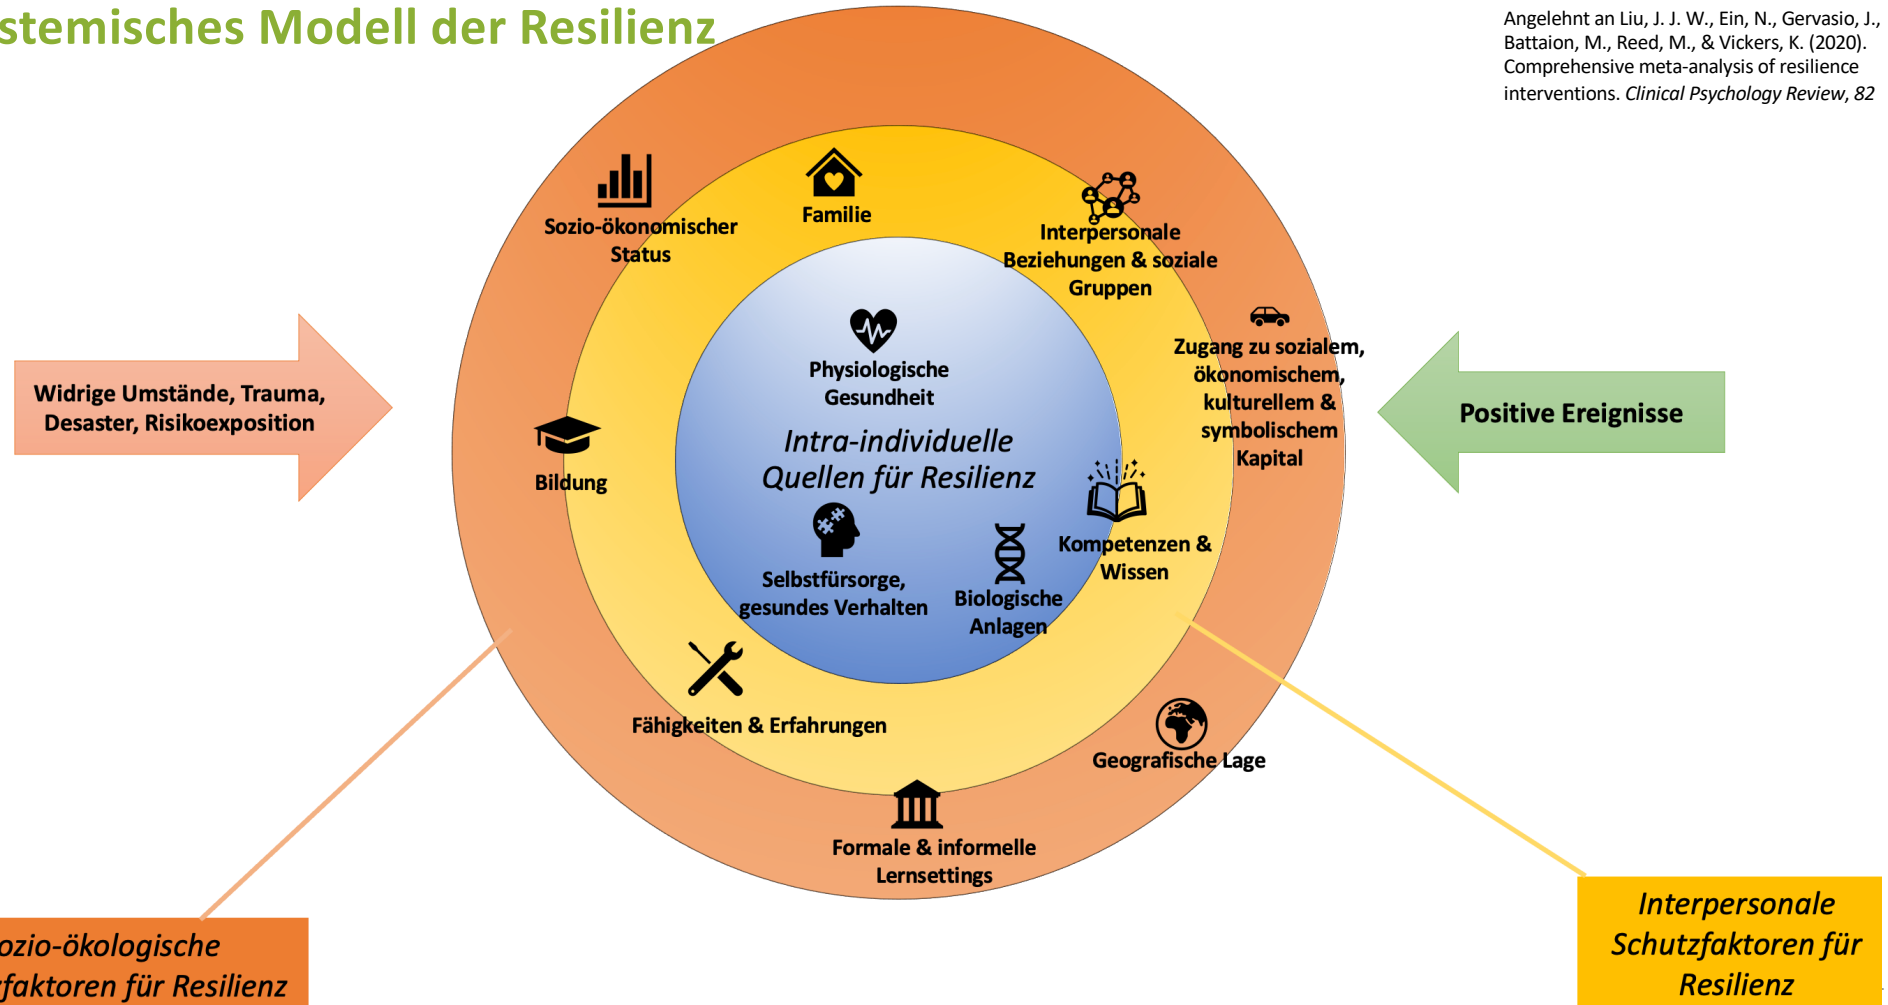 stemisches Modell der Resilienz
Angelehnt an Liu, J. J. W., Ein, N., Gervasio, J.,
Battaion, M., Reed, M., & Vickers, K. (2020).
Comprehensive meta-analysis of resilience
interventions. Clinical Psychology Review, 82
Sozio-ökonomischer
Status
Familie
Interpersonale
Beziehungen & soziale
Gruppen
Widrige Umstände, Trauma,
Desaster, Risikoexposition
Physiologische
Gesundheit
Zugang zu sozialem,
ökonomischem,
kulturellem &
symbolischem
Kapital
Positive Ereignisse
Intra-individuelle
Quellen für Resilienz
Bildung
Kompetenzen &
Wissen
Selbstfürsorge,
gesundes Verhalten
Biologische
Anlagen
Fähigkeiten & Erfahrungen
Geografische Lage
Formale & informelle
Lernsettings
ozio-ökologische
zfaktoren für Resilienz
Interpersonale
Schutzfaktoren für
Resilienz